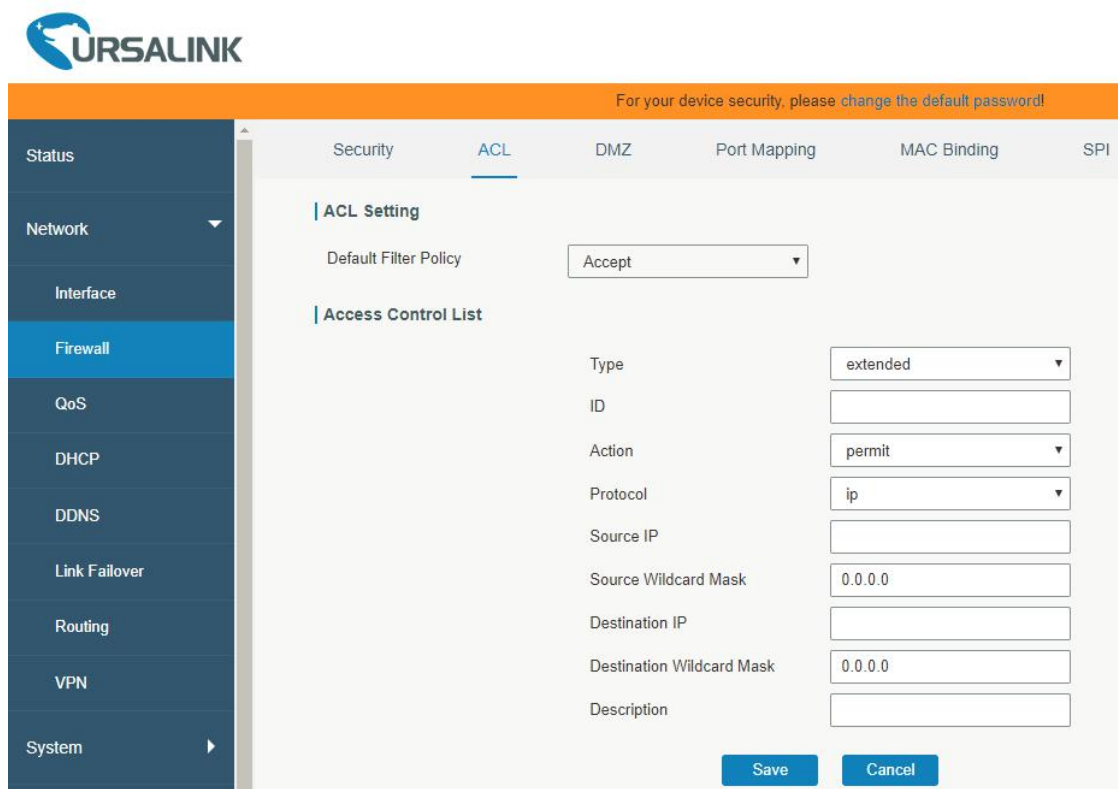 URSALINK
For your device security, please change the default password!
Status
Security ACL DMZ Port Mapping MAC Binding SPI
ACL Setting
Network
Default Filter Policy Accept
Interface
Access Control List
Firewall
Type extended
QoS
ID
DHCP
Action permit
Protocol ip
DDNS
Source IP
Link Failover
Source Wildcard Mask 0.0.0.0
Routing
Destination IP
Destination Wildcard Mask 0.0.0.0
VPN
Description
System
Save Cancel